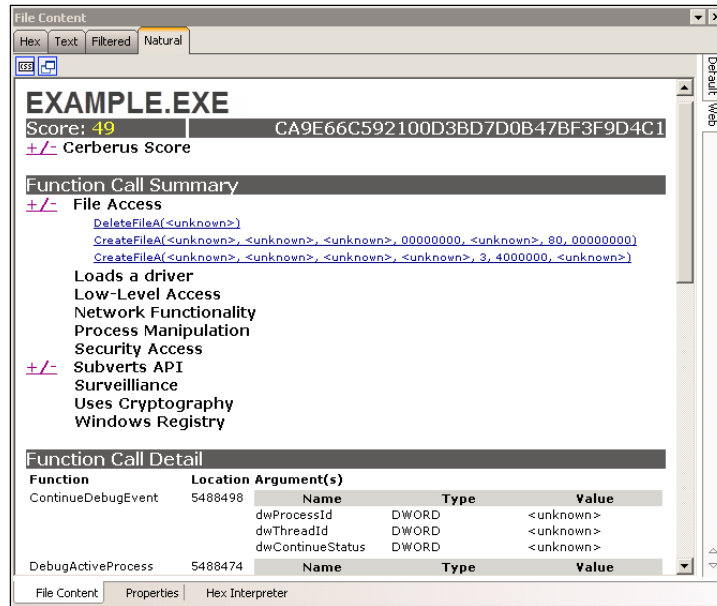 File Content
Hex Text Filtered Natural
CSS
Default Web
EXAMPLE.EXE
Score: 49 CA9E66C592100D3BD7D0B47BF3F9D4C1
+/- Cerberus Score
Function Call Summary
+/- File Access
DeleteFileA(<unknown>)
CreateFileA(<unknown>, <unknown>, <unknown>, 00000000, <unknown>, 80, 00000000)
CreateFileA(<unknown>, <unknown>, <unknown>, <unknown>, 3, 4000000, <unknown>)
Loads a driver
Low-Level Access
Network Functionality
Process Manipulation
Security Access
+/- Subverts API
Surveilliance
Uses Cryptography
Windows Registry
Function Call Detail
Function Location Argument(s)
ContinueDebugEvent 5488498 Name Type Value
dwProcessId DWORD <unknown>
dwThreadId DWORD <unknown>
dwContinueStatus DWORD <unknown>
DebugActiveProcess 5488474 Name Type Value
File Content Properties Hex Interpreter